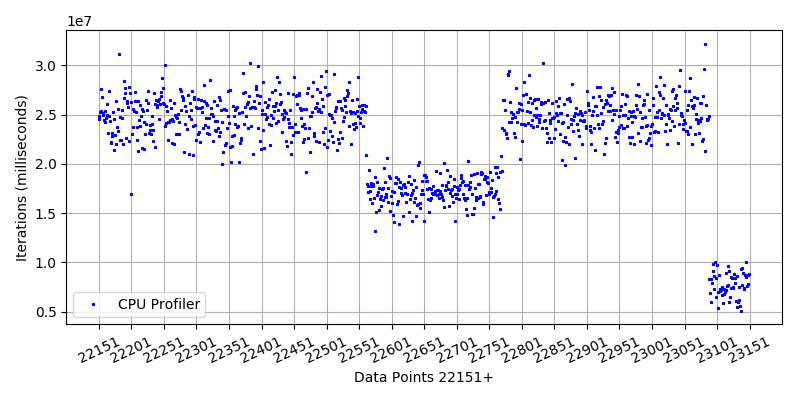 1e7
3.0
2.5
2.0
1.5
1.0
0.5
Iterations (milliseconds)
CPU Profiler
22151 22201 22251 22301 22351 22401 22451 22501 22551 22601 22651 22701 22751 22801 22851 22901 22951 23001 23051 23101 23151
Data Points 22151+